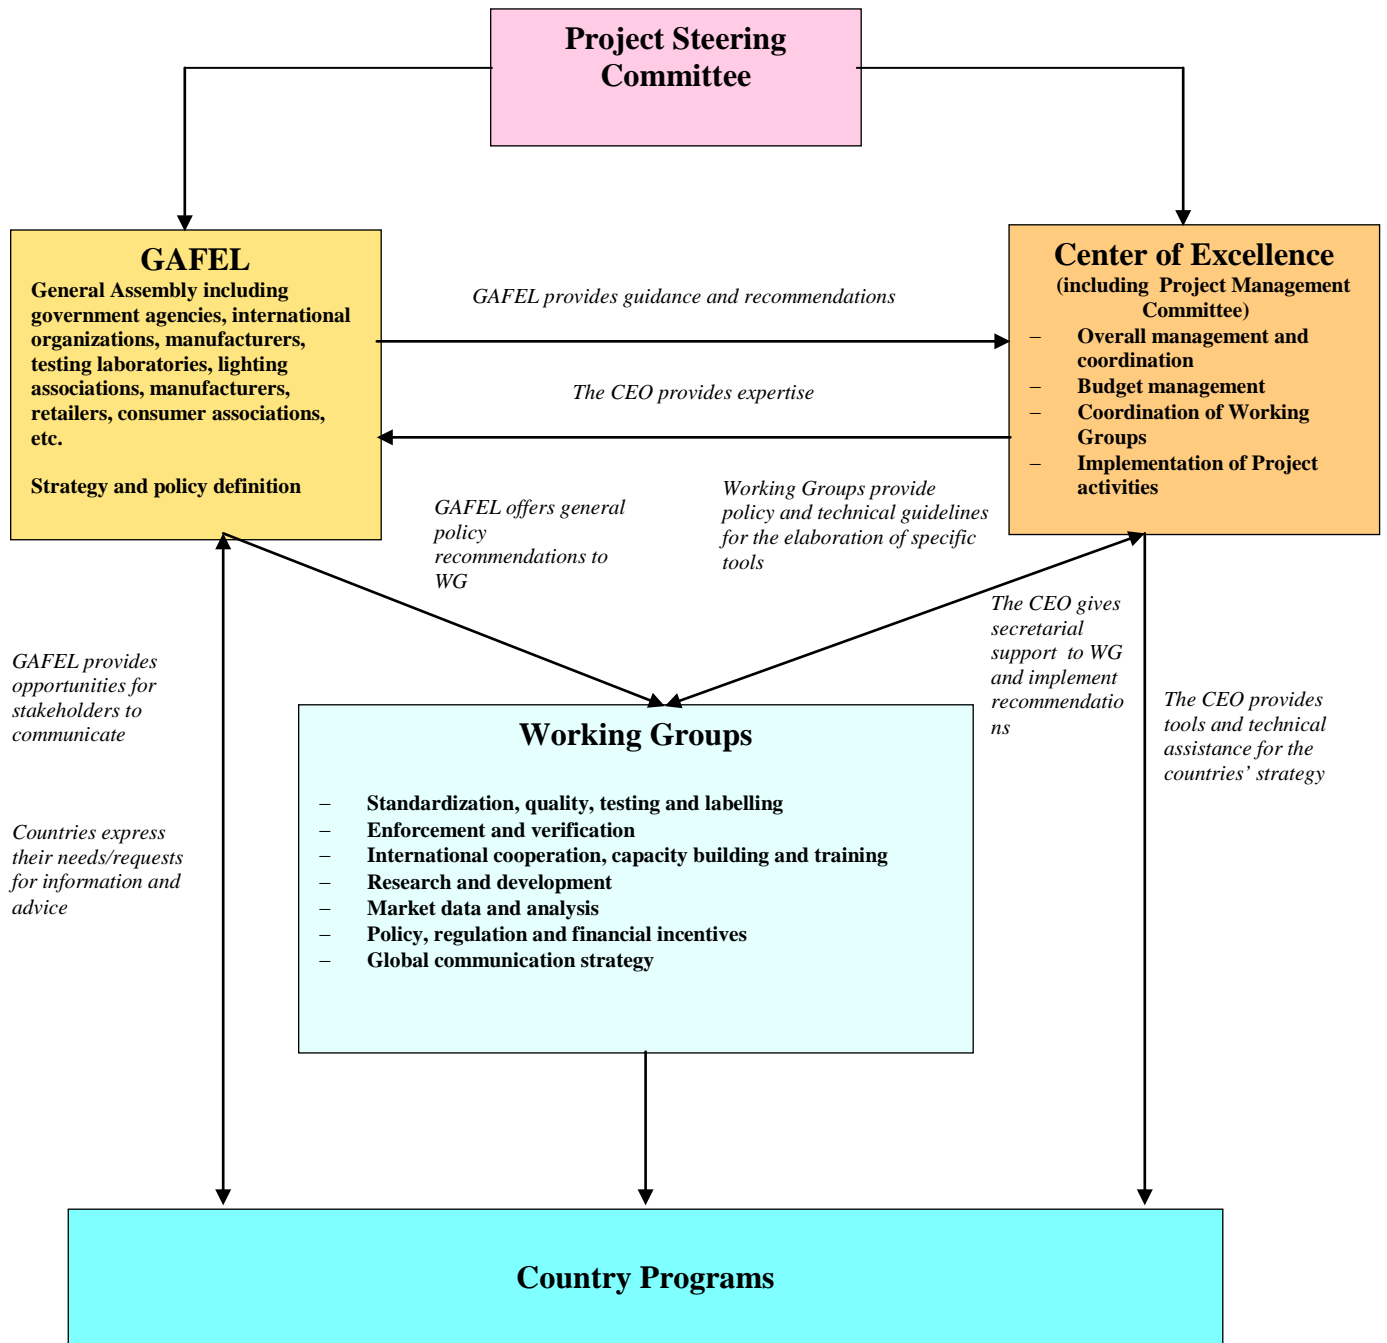 Project Steering
Committee
GAFEL
General Assembly including
government agencies, international
organizations, manufacturers,
testing laboratories, lighting
associations, manufacturers,
retailers, consumer associations,
etc.
Strategy and policy definition
GAFEL provides guidance and recommendations
The CEO provides expertise
Center of Excellence
(including Project Management
Committee)
– Overall management and
coordination
– Budget management
– Coordination of Working
Groups
– Implementation of Project
activities
GAFEL offers general
policy
recommendations to
WG
Working Groups provide
policy and technical guidelines
for the elaboration of specific
tools
The CEO gives
secretarial
support to WG
and implement
recommendatio
ns
GAFEL provides
opportunities for
stakeholders to
communicate
The CEO provides
tools and technical
assistance for the
countries' strategy
Countries express
their needs/requests
for information and
advice
Working Groups
– Standardization, quality, testing and labelling
– Enforcement and verification
– International cooperation, capacity building and training
– Research and development
– Market data and analysis
– Policy, regulation and financial incentives
– Global communication strategy
Country Programs